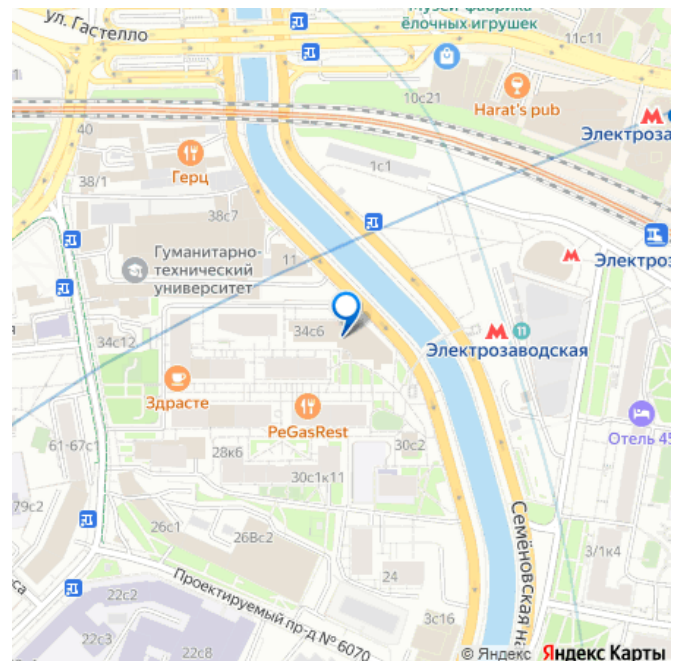 ул. Гастелло
Музей фабрика
ёлочных игрушек
11с11
10с21
Harat's pub
Электроза
40
Герц
1с1
38/1
38с7
Гуманитарно-
технический
университет
11
Электроз
34с6
11
Электрозаводская
34с12
Здрасте
PeGasRest
Отель 45
61-67с1
28к6
30с2
30с1к11
79с2
26с1
26Вс2
Семёновская на
3/1к4
24
Проектируемый пр-д № 6070
22с2
3с16
22с3
22с8
© Яндекс Яндекс Карты